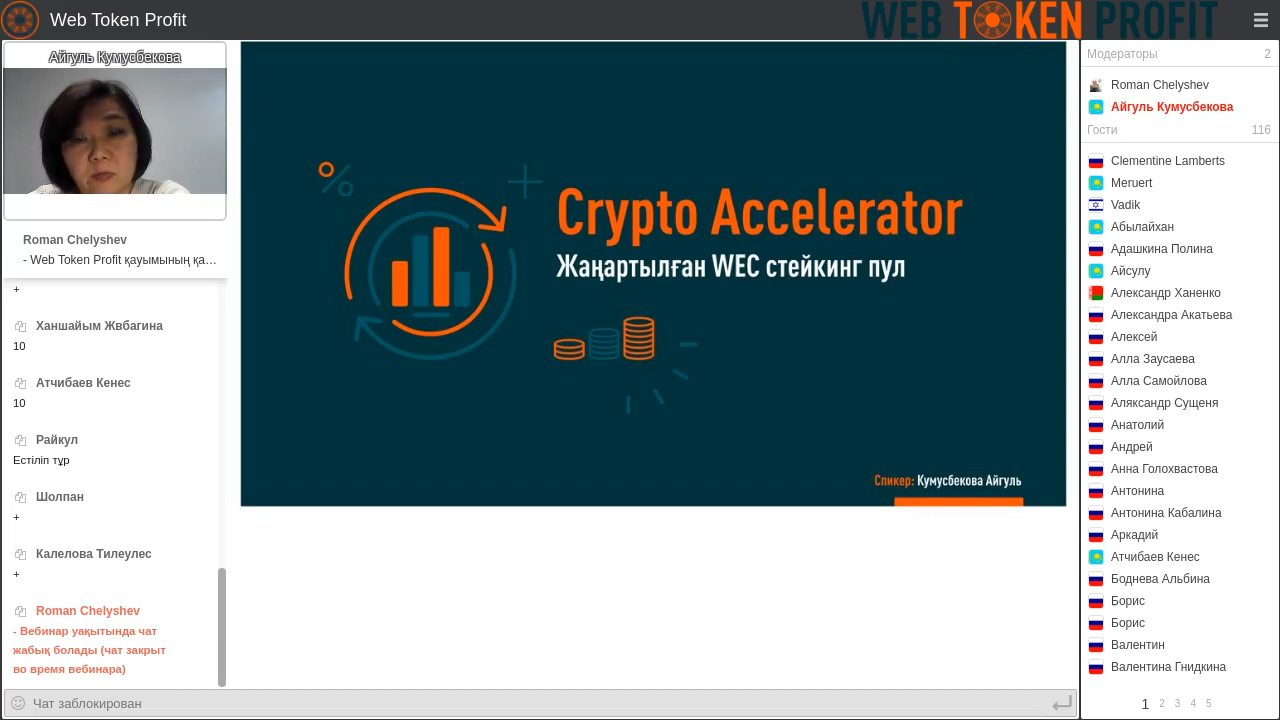 Web Token Profit
WEB TOKEN PROFIT
Айгуль Кумусбекова
Roman Chelyshev
- Web Token Profit қауымының қа…
+
Ханшайым Жвбагина
10
Атчибаев Кенес
10
Райкул
Естіліп тұр
Шолпан
+
Калелова Тилеулес
+
Roman Chelyshev
- Вебинар уақытында чат
жабық болады (чат закрыт
во время вебинара)
Чат заблокирован
%
Crypto Accelerator
Жаңартылған WEC стейкинг пул
Спикер: Кумусбекова Айгуль
Модераторы 2
Roman Chelyshev
Айгуль Кумусбекова
Гости 116
Clementine Lamberts
Meruert
Vadik
Абылайхан
Адашкина Полина
Айсулу
Александр Ханенко
Александра Акатьева
Алексей
Алла Заусаева
Алла Самойлова
Аляксандр Сущеня
Анатолий
Андрей
Анна Голохвастова
Антонина
Антонина Кабалина
Аркадий
Атчибаев Кенес
Боднева Альбина
Борис
Борис
Валентин
Валентина Гнидкина
1 2 3 4 5